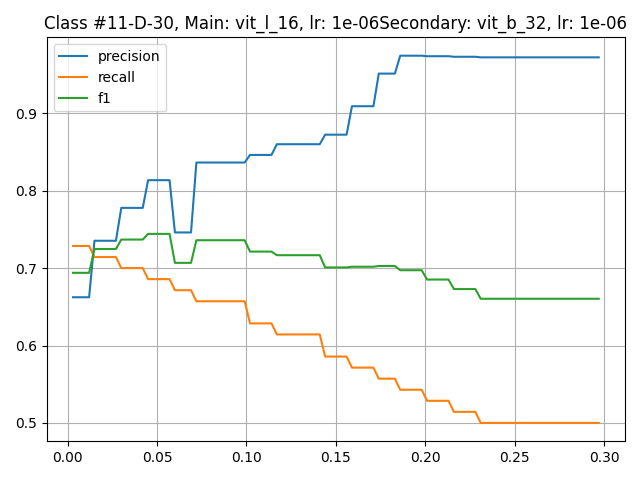 Class #11-D-30, Main: vit_l_16, lr: 1e-06Secondary: vit_b_32, lr: 1e-06
precision
recall
f1
0.9
0.8
0.7
0.6
0.5
0.00 0.05 0.10 0.15 0.20 0.25 0.30